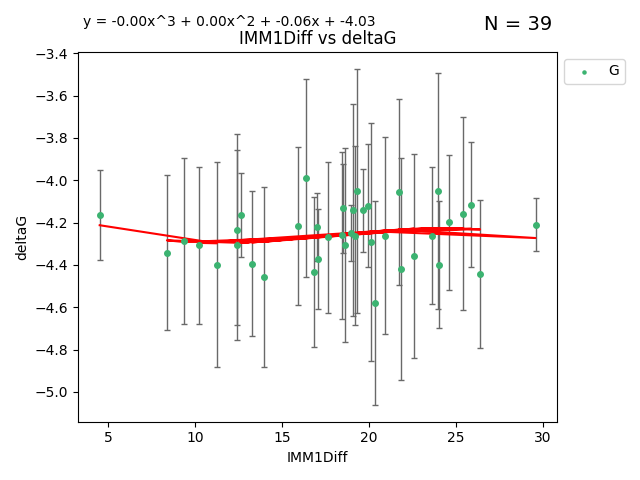 y = -0.00x^3 + 0.00x^2 + -0.06x + -4.03
N = 39
IMM1Diff vs deltaG
G
−3.4
−3.6
−3.8
−4.0
−4.2
−4.4
−4.6
−4.8
−5.0
deltaG
5 10 15 20 25 30
IMM1Diff